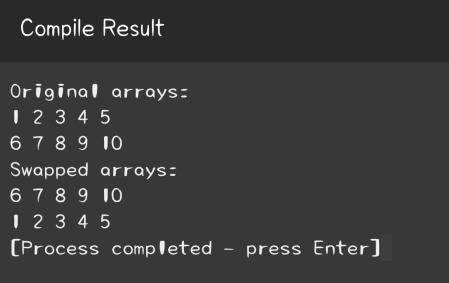 Compile Result
Original arrays:
1 2 3 4 5
6 7 8 9 10
Swapped arrays:
6 7 8 9 10
1 2 3 4 5
[Process completed - press Enter]